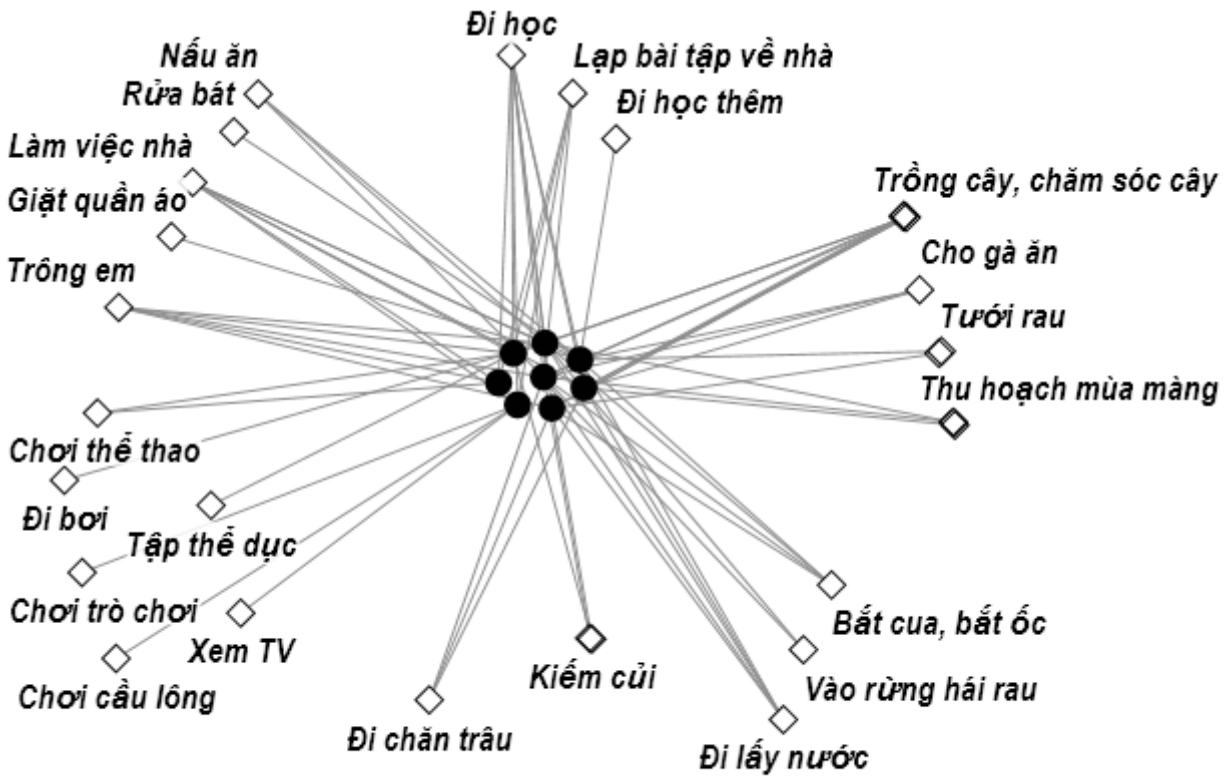 Đi học
Nấu ăn
Lạp bài tập về nhà
Rửa bát
Đi học thêm
Làm việc nhà
Trồng cây, chăm sóc cây
Giặt quần áo
Cho gà ăn
Trông em
Tưới rau
Thu hoạch mùa màng
Chơi thể thao
Đi bơi
Tập thể dục
Chơi trò chơi
Bắt cua, bắt ốc
Xem TV
Kiếm củi
Vào rừng hái rau
Chơi cầu lông
Đi chăn trâu
Đi lấy nước